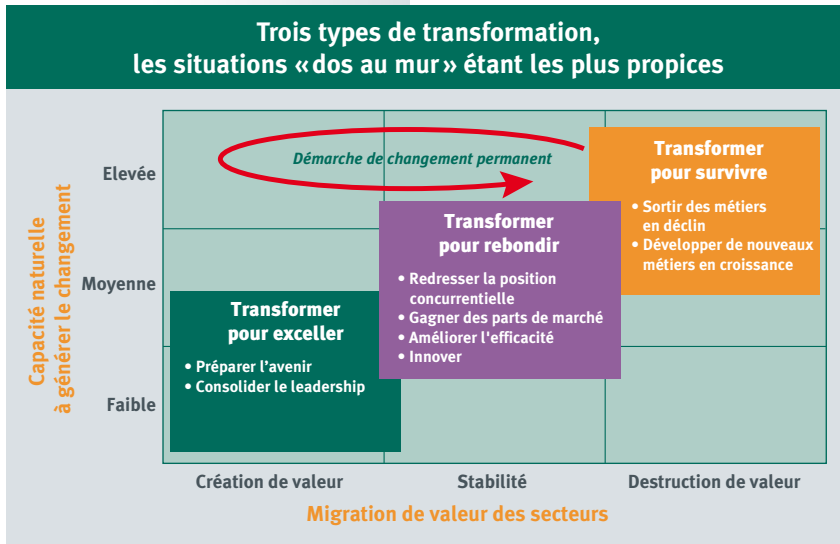 Trois types de transformation,
les situations «dos au mur» étant les plus propices
Capacité naturelle
à générer le changement
Elevée
Moyenne
Faible
Démarche de changement permanent
Transformer
pour survivre
• Sortir des métiers
en déclin
• Développer de nouveaux
métiers en croissance
Transformer
pour rebondir
• Redresser la position
concurrentielle
• Gagner des parts de marché
• Améliorer l'efficacité
• Innover
Transformer
pour exceller
• Préparer l’avenir
• Consolider le leadership
Création de valeur
Stabilité
Destruction de valeur
Migration de valeur des secteurs